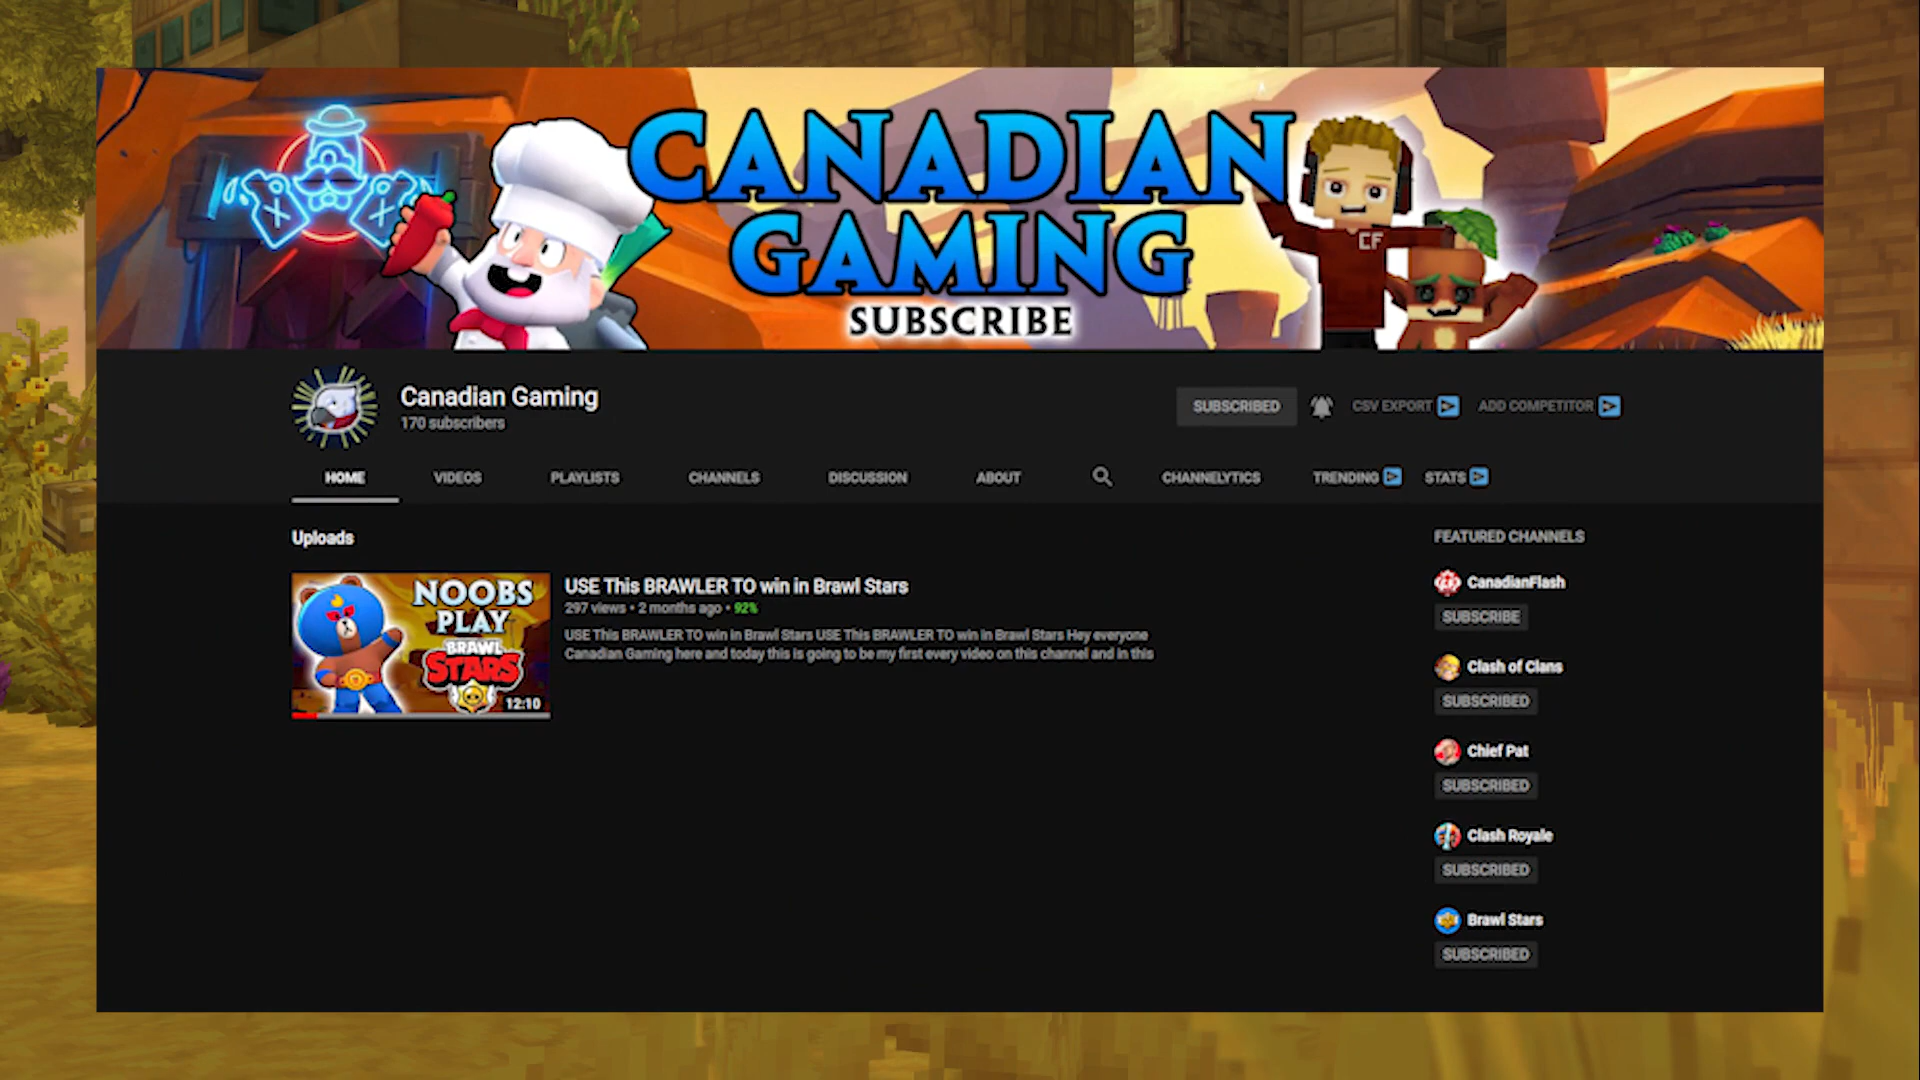 CANADIAN
GAMING
SUBSCRIBE
CF
Canadian Gaming
170 subscribers
SUBSCRIBED
CSV EXPORT
ADD COMPETITOR
HOME
VIDEOS
PLAYLISTS
CHANNELS
DISCUSSION
ABOUT
CHANNELYTICS
TRENDING
STATS
Uploads
NOOBS
PLAY
BRAWL
STARS
12:10
USE This BRAWLER TO win in Brawl Stars
297 views • 2 months ago • 92%
USE This BRAWLER TO win in Brawl Stars USE This BRAWLER TO win in Brawl Stars Hey everyone
Canadian Gaming here and today this is going to be my first every video on this channel and in this
FEATURED CHANNELS
CanadianFlash
SUBSCRIBE
Clash of Clans
SUBSCRIBED
Chief Pat
SUBSCRIBED
Clash Royale
SUBSCRIBED
Brawl Stars
SUBSCRIBED